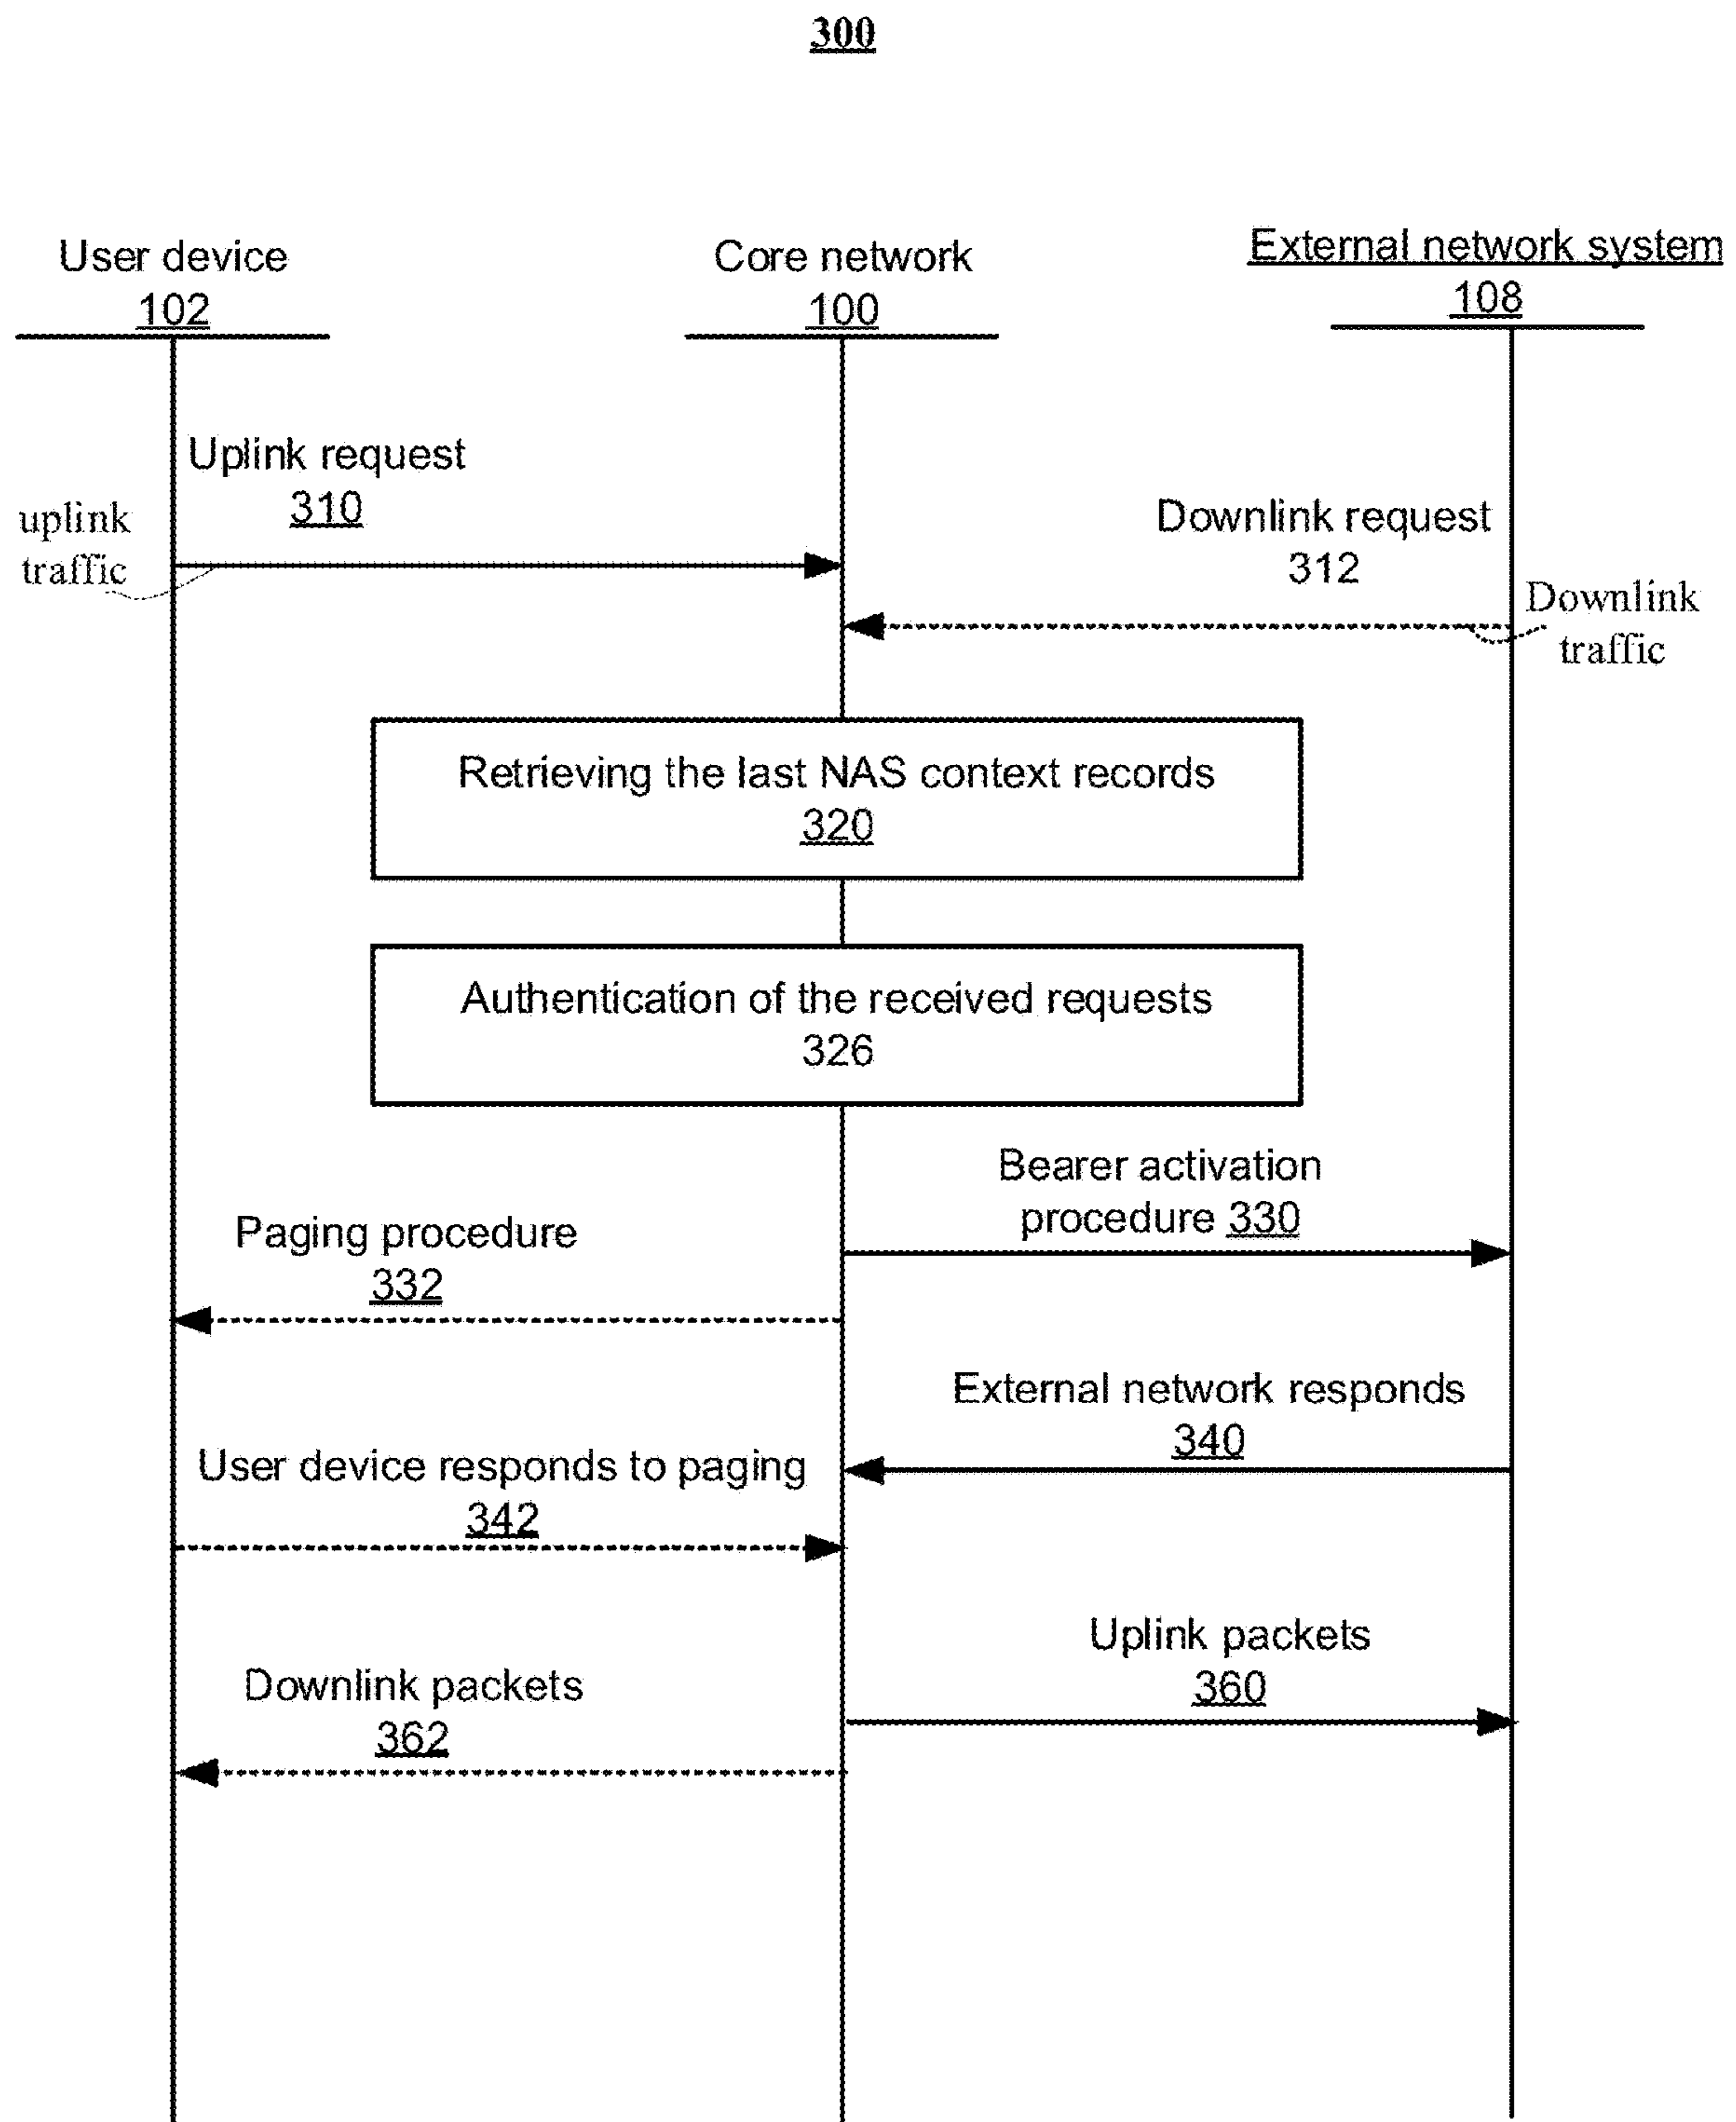 300
User device
102
Core network
100
External network system
108
Uplink request
310
uplink
traffic
Downlink request
312
Downlink
traffic
Retrieving the last NAS context records
320
Authentication of the received requests
326
Bearer activation
procedure 330
Paging procedure
332
External network responds
340
User device responds to paging
342
Uplink packets
360
Downlink packets
362